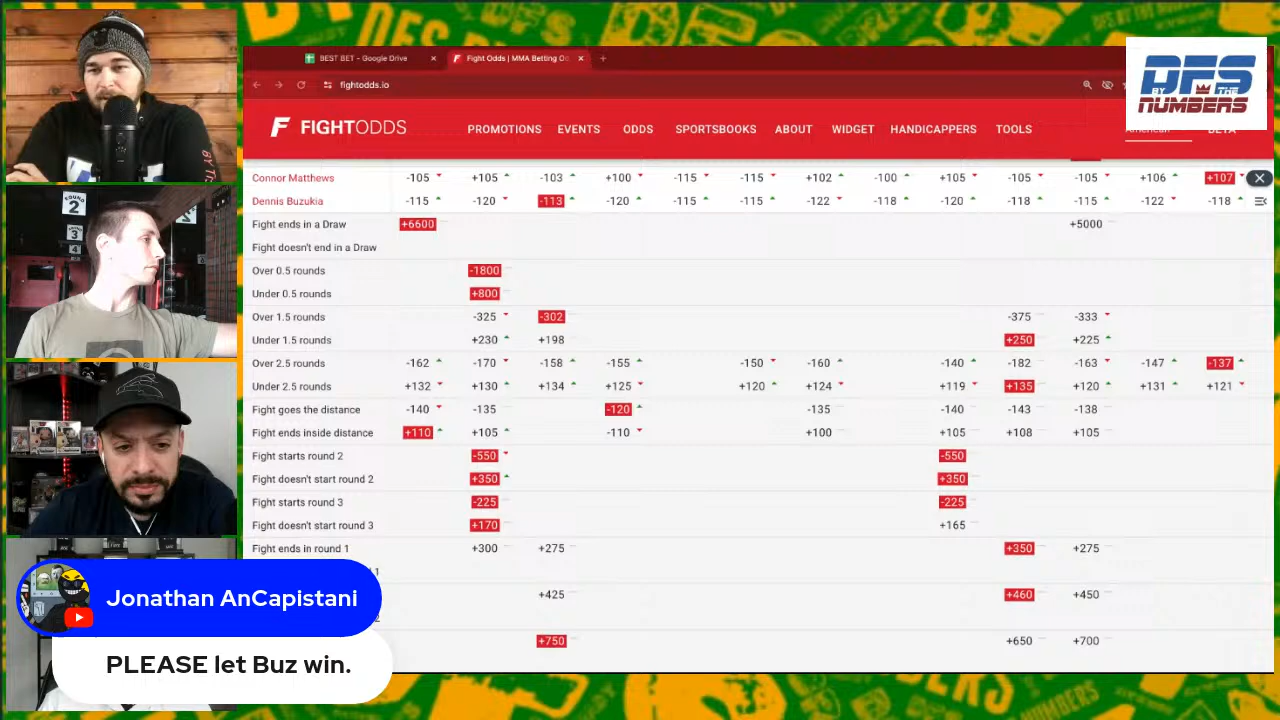 BEST BET - Google Drive
Fight Odds | MMA Betting O
fightodds.io
DFS
BY THE
NUMBERS
FIGHTODDS
PROMOTIONS EVENTS ODDS SPORTSBOOKS ABOUT WIDGET HANDICAPPERS TOOLS
Connor Matthews -105 +105 -103 +100 -115 -115 +102 -100 +105 -105 -105 +106 +107
Dennis Buzukia -115 -120 -113 -120 -115 -115 -122 -118 -120 -118 -115 -122 -118
Fight ends in a Draw +6600 +5000
Fight doesn't end in a Draw
Over 0.5 rounds -1800
Under 0.5 rounds +800
Over 1.5 rounds -325 -302 -375 -333
Under 1.5 rounds +230 +198 +250 +225
Over 2.5 rounds -162 -170 -158 -155 -150 -160 -140 -182 -163 -147 -137
Under 2.5 rounds +132 +130 +134 +125 +120 +124 +119 +135 +120 +131 +121
Fight goes the distance -140 -135 -120 -135 -140 -143 -138
Fight ends inside distance +110 +105 -110 +100 +105 +108 +105
Fight starts round 2 -550 -550
Fight doesn't start round 2 +350 +350
Fight starts round 3 -225 -225
Fight doesn't start round 3 +170 +165
Fight ends in round 1 +300 +275 +350 +275
+425 +460 +450
+750 +650 +700
ROUND
2
ROUND
3
Jonathan AnCapistani
PLEASE let Buz win.